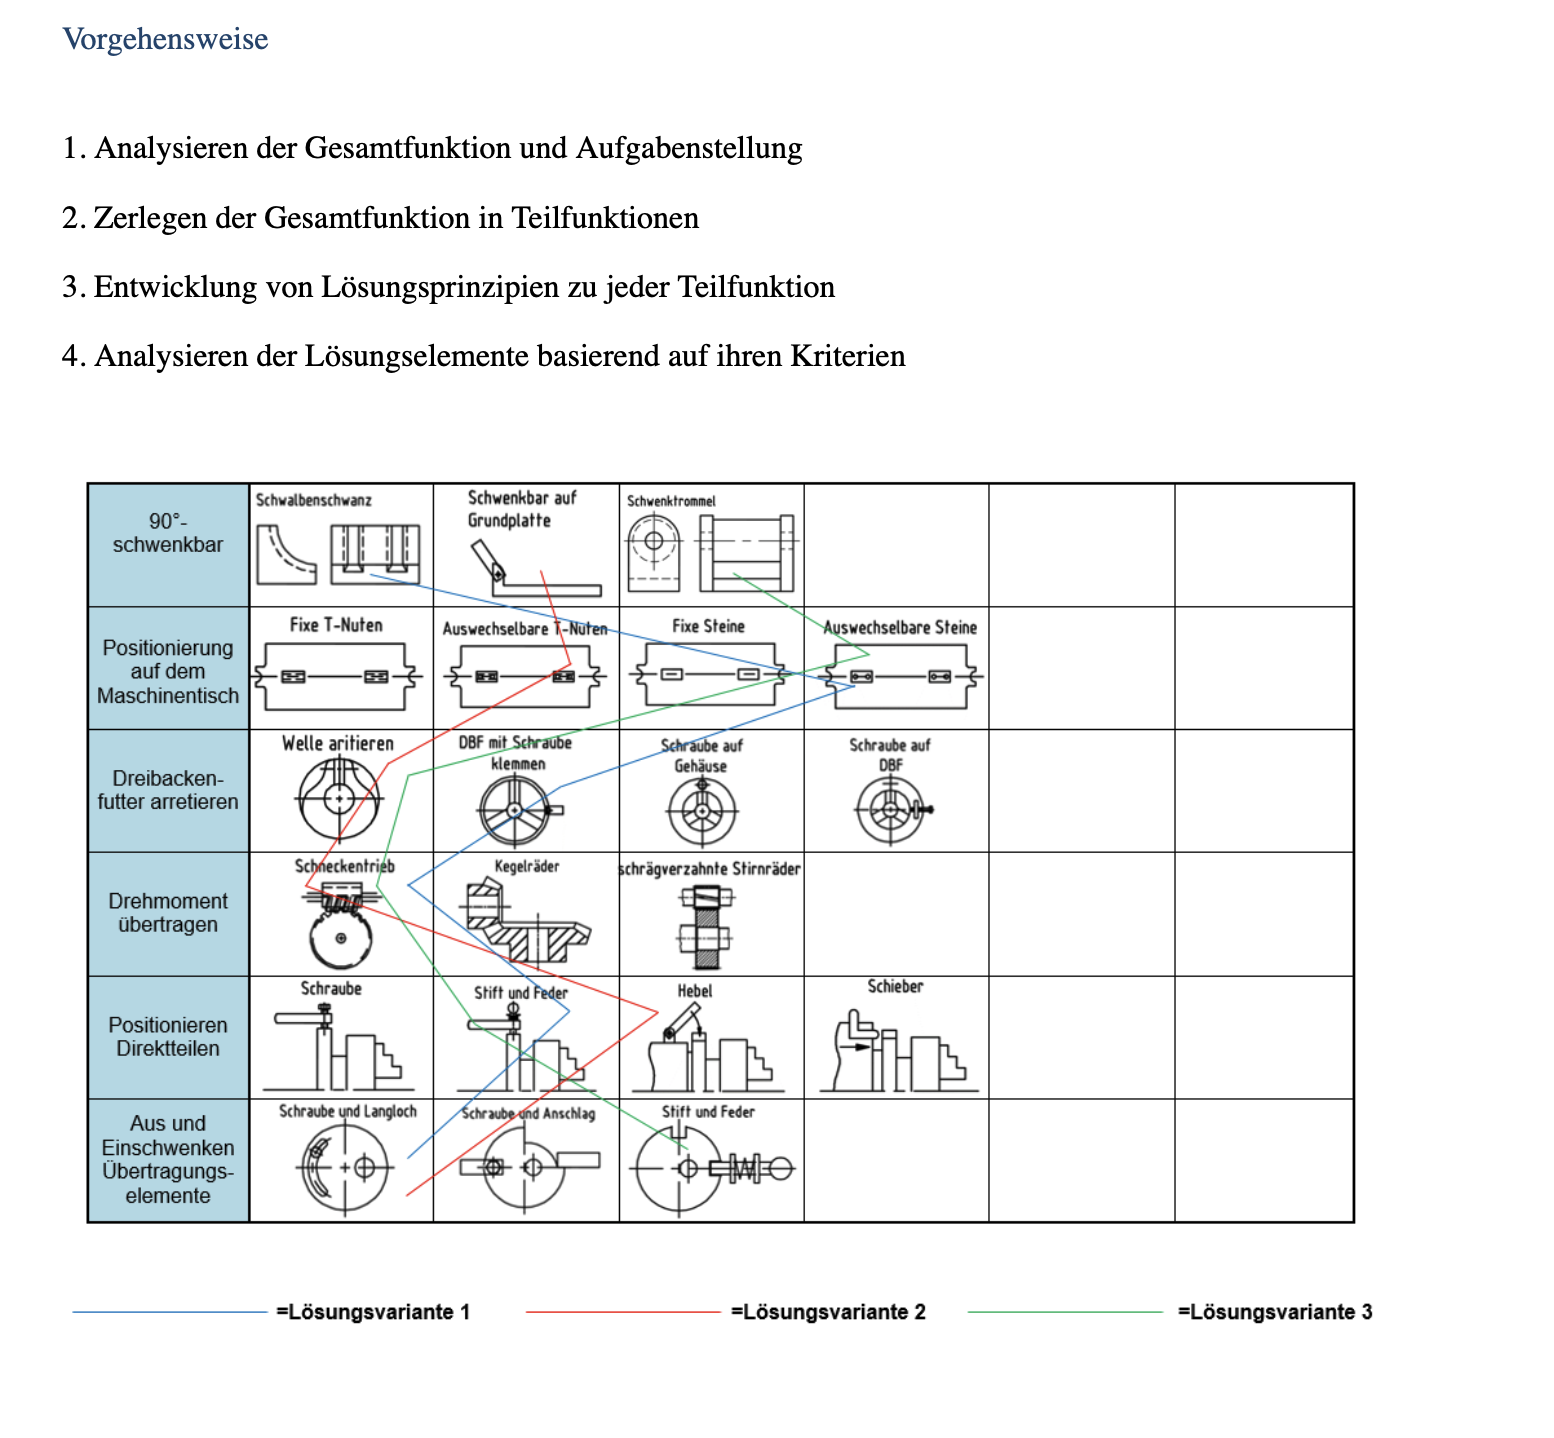 Vorgehensweise
1. Analysieren der Gesamtfunktion und Aufgabenstellung
2. Zerlegen der Gesamtfunktion in Teilfunktionen
3. Entwicklung von Lösungsprinzipien zu jeder Teilfunktion
4. Analysieren der Lösungselemente basierend auf ihren Kriterien
90°-
schwenkbar
Schwalbenschwanz
Schwenkbar auf
Grundplatte
Schwenktrommel
Positionierung
auf dem
Maschinentisch
Fixe T-Nuten
Auswechselbare T-Nuten
Fixe Steine
Auswechselbare Steine
Dreibacken-
futter arretieren
Welle aritieren
DBF mit Schraube
klemmen
Schraube auf
Gehäuse
Schraube auf
DBF
Drehmoment
übertragen
Schneckentrieb
Kegelräder
schrägverzahnte Stirnräder
Positionieren
Direktteilen
Schraube
Stift und Feder
Hebel
Schieber
Aus und
Einschwenken
Übertragungs-
elemente
Schraube und Langloch
Schraube und Anschlag
Stift und Feder
=Lösungsvariante 1
=Lösungsvariante 2
=Lösungsvariante 3